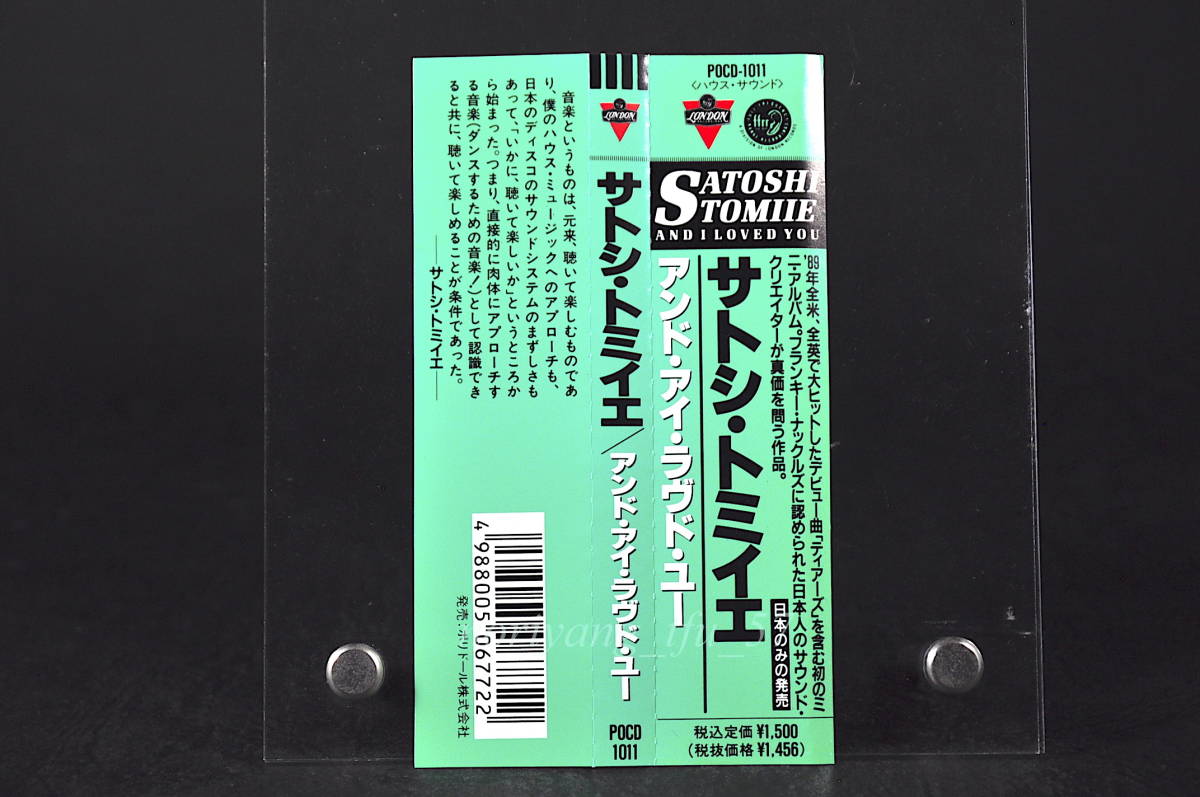 POCD-1011
〈ハウス・サウンド〉
LONDON
ffrr
SATOSHI
TOMIIE
AND I LOVED YOU
'89年全米、全英で大ヒットしたデビュー曲「ティアーズ」を含む初のミ
ニ・アルバム。フランキー・ナックルズに認められた日本人のサウンド・
クリエイターが真価を問う作品。
日本のみの発売
サトシ・トミイエ
アンド・アイ・ラヴド・ユー
税込定価¥1,500
(税抜価格¥1,456)
LONDON
サトシ・トミイエ/アンド・アイ・ラヴド・ユー
POCD
1011
音楽というものは、元来、聴いて楽しむものであ
り、僕のハウス・ミュージックへのアプローチも、
日本のディスコのサウンドシステムのまずしさも
あって、「いかに、聴いて楽しいか」というところか
ら始まった。つまり、直接的に肉体にアプローチす
る音楽(ダンスするための音楽!)として認識でき
ると共に、聴いて楽しめることが条件であった。
——サトシ・トミイエ——
4 988005 067722
発売:ポリドール株式会社